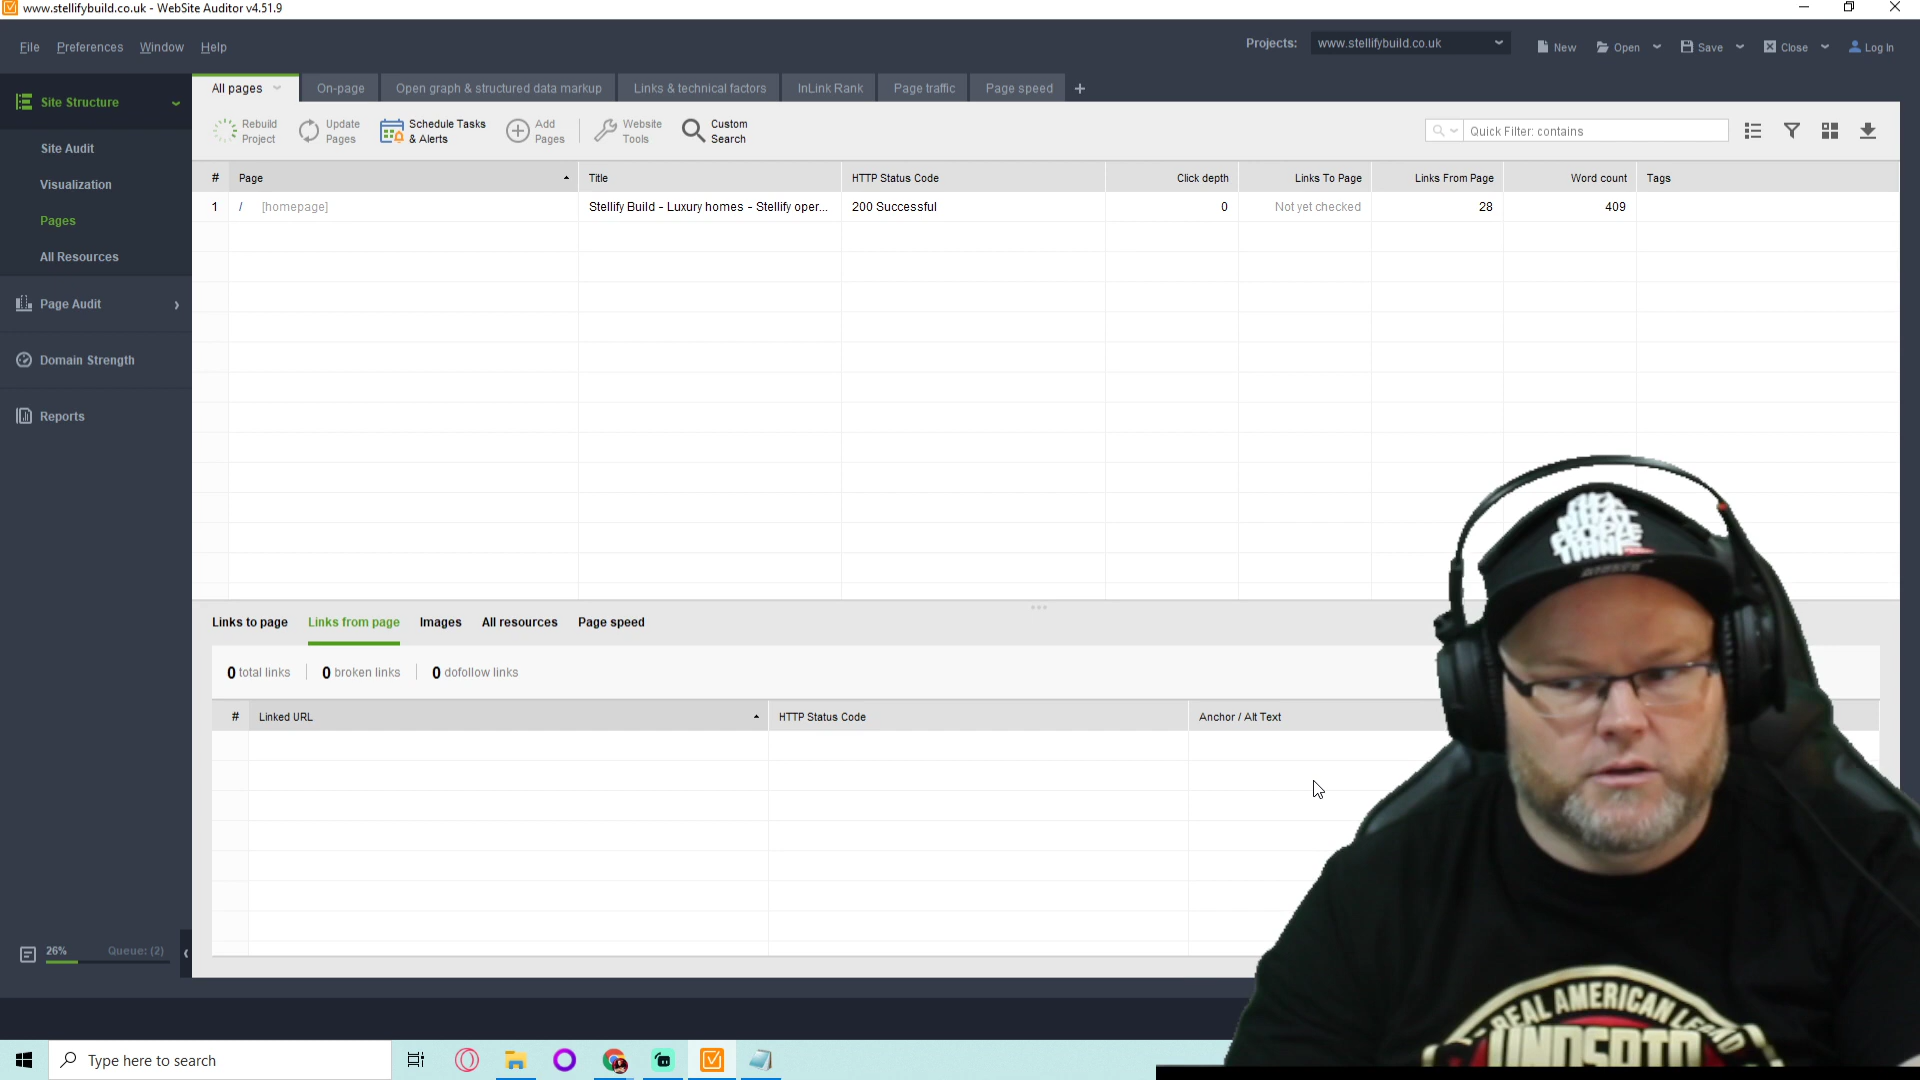 www.stellifybuild.co.uk - WebSite Auditor v4.51.9
File Preferences Window Help
Projects: www.stellifybuild.co.uk New Open Save Close Log In
Site Structure
Site Audit
Visualization
Pages
All Resources
Page Audit
Domain Strength
Reports
26% Queue: (2)
All pages On-page Open graph & structured data markup Links & technical factors InLink Rank Page traffic Page speed +
Rebuild Project
Update Pages
Schedule Tasks & Alerts
Add Pages
Website Tools
Custom Search
Quick Filter: contains
# Page Title HTTP Status Code Click depth Links To Page Links From Page Word count Tags
1 / [homepage] Stellify Build - Luxury homes - Stellify oper... 200 Successful 0 Not yet checked 28 409
Links to page Links from page Images All resources Page speed
0 total links 0 broken links 0 dofollow links
# Linked URL HTTP Status Code Anchor / Alt Text
WHAT
PEOPLE
THINK
REAL AMERICAN
Type here to search